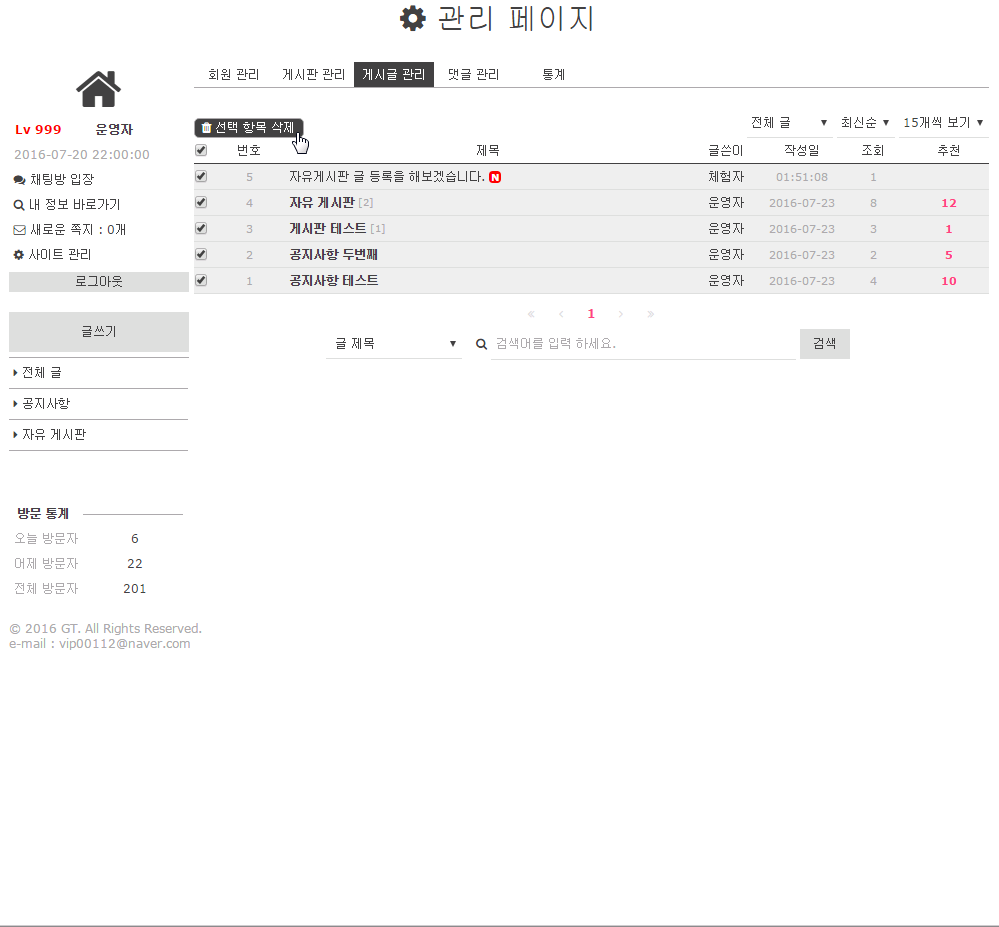 관리 페이지
회원 관리 게시판 관리 게시글 관리 댓글 관리 통계
Lv 999 운영자
2016-07-20 22:00:00
채팅방 입장
내 정보 바로가기
새로운 쪽지 : 0개
사이트 관리
로그아웃
글쓰기
전체 글
공지사항
자유 게시판
방문 통계
오늘 방문자 6
어제 방문자 22
전체 방문자 201
© 2016 GT. All Rights Reserved.
e-mail : vip00112@naver.com
선택 항목 삭제 전체 글 ▼ 최신순 ▼ 15개씩 보기 ▼
번호 제목 글쓴이 작성일 조회 추천
5 자유게시판 글 등록을 해보겠습니다. N 체험자 01:51:08 1
4 자유 게시판 [2] 운영자 2016-07-23 8 12
3 게시판 테스트 [1] 운영자 2016-07-23 3 1
2 공지사항 두번째 운영자 2016-07-23 2 5
1 공지사항 테스트 운영자 2016-07-23 4 10
« ‹ 1 › »
글 제목 ▼ 검색어를 입력 하세요. 검색